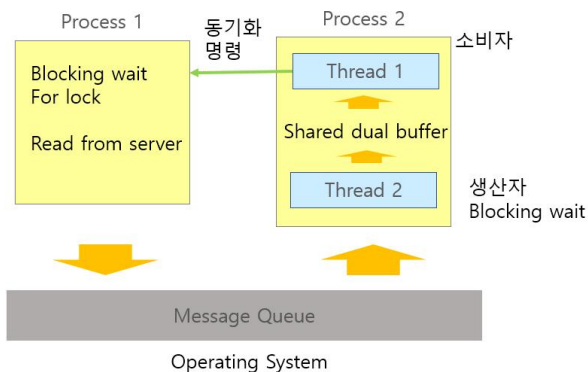 Process 1
동기화
명령
Process 2
소비자
Blocking wait
For lock
Read from server
Thread 1
Shared dual buffer
Thread 2
생산자
Blocking wait
Message Queue
Operating System